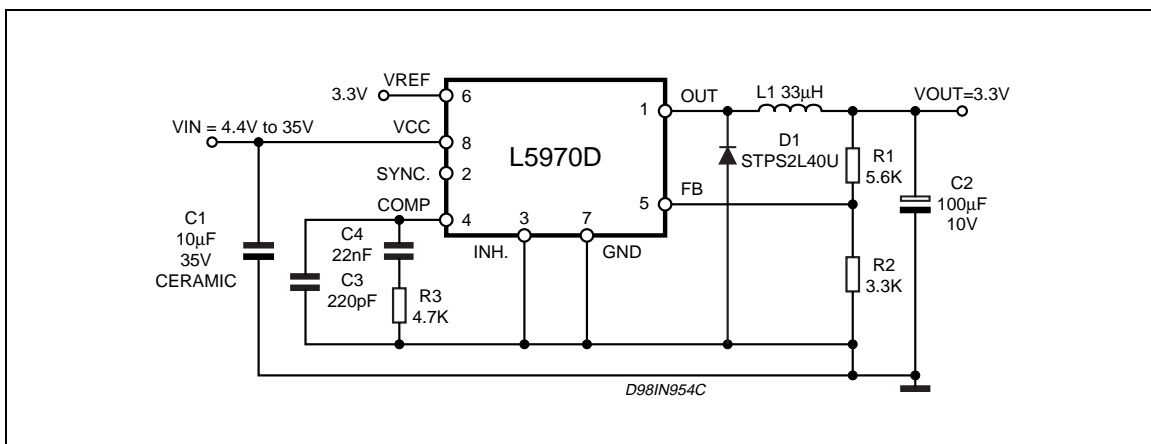 VREF
3.3V
6
VIN = 4.4V to 35V
VCC
8
SYNC.
2
COMP
4
L5970D
3
7
INH.
GND
1
OUT
5
FB
L1 33μH
VOUT=3.3V
D1
STPS2L40U
R1
5.6K
C2
100μF
10V
R2
3.3K
C1
10μF
35V
CERAMIC
C4
22nF
C3
220pF
R3
4.7K
D98IN954C